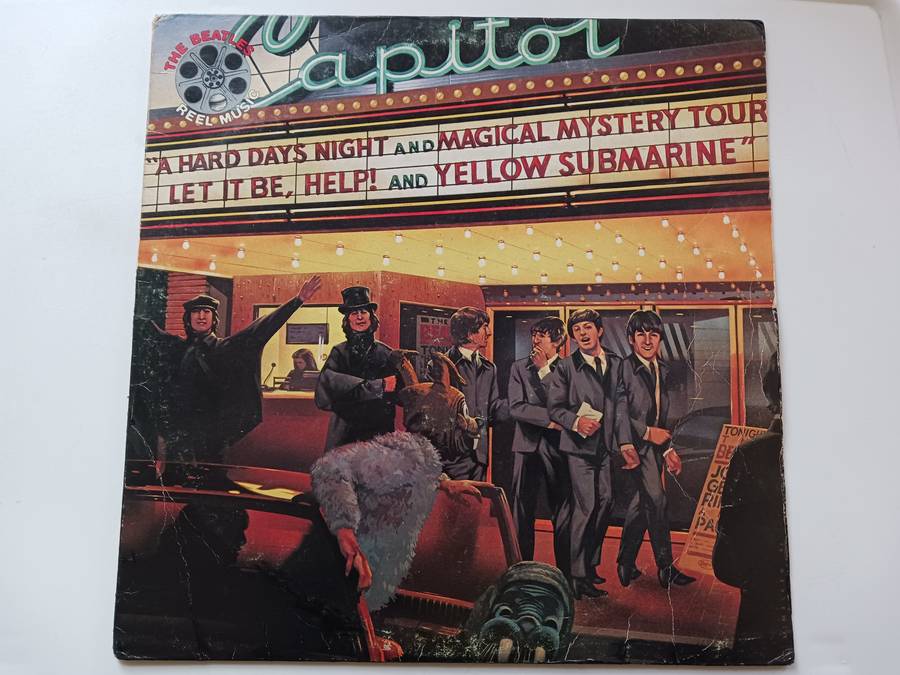 THE BEATLES
REEL MUSIC
Capitol
"A HARD DAYS NIGHT AND MAGICAL MYSTERY TOUR
LET IT BE, HELP! AND YELLOW SUBMARINE"
THE
TONIGHT